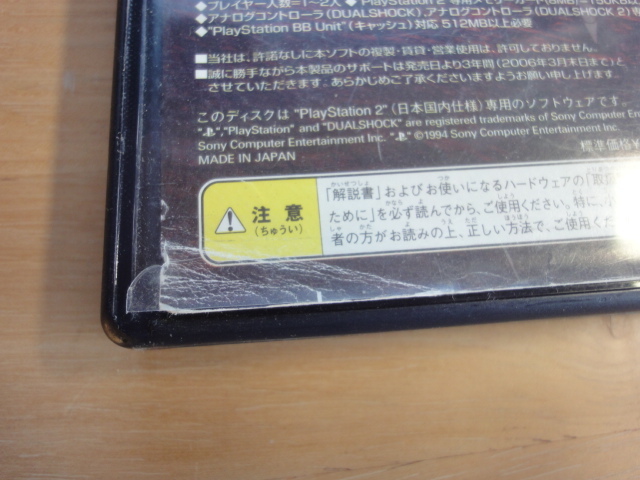 ◆プレイヤー人数=1～2人 ◆"PlayStation 2"専用メモリーカード(8MB)
◆アナログコントローラ(DUALSHOCK)、アナログコントローラ(DUALSHOCK 2)専
◆"PlayStation BB Unit"(キャッシュ)対応 512MB以上必要
■当社は、許諾なしに本ソフトの複製・賃貸・営業使用は、許可しておりません。
■誠に勝手ながら本製品のサポートは発売日より3年間(2006年3月末日まで)と
させていただきます。あらかじめご了承くださいますようお願い申し上げます。
このディスクは"PlayStation 2"(日本国内仕様)専用のソフトウェアです。
"," "PlayStation" and "DUALSHOCK" are registered trademarks of Sony
Sony Computer Entertainment Inc. " " ©1994 Sony Computer Entertainment Inc.
MADE IN JAPAN
標準価格¥
注意
(ちゅうい)
「解説書」およびお使いになるハードウェアの「取扱
ために」を必ず読んでから、ご使用ください。特に、小
者の方がお読みの上、正しい方法で、ご使用く